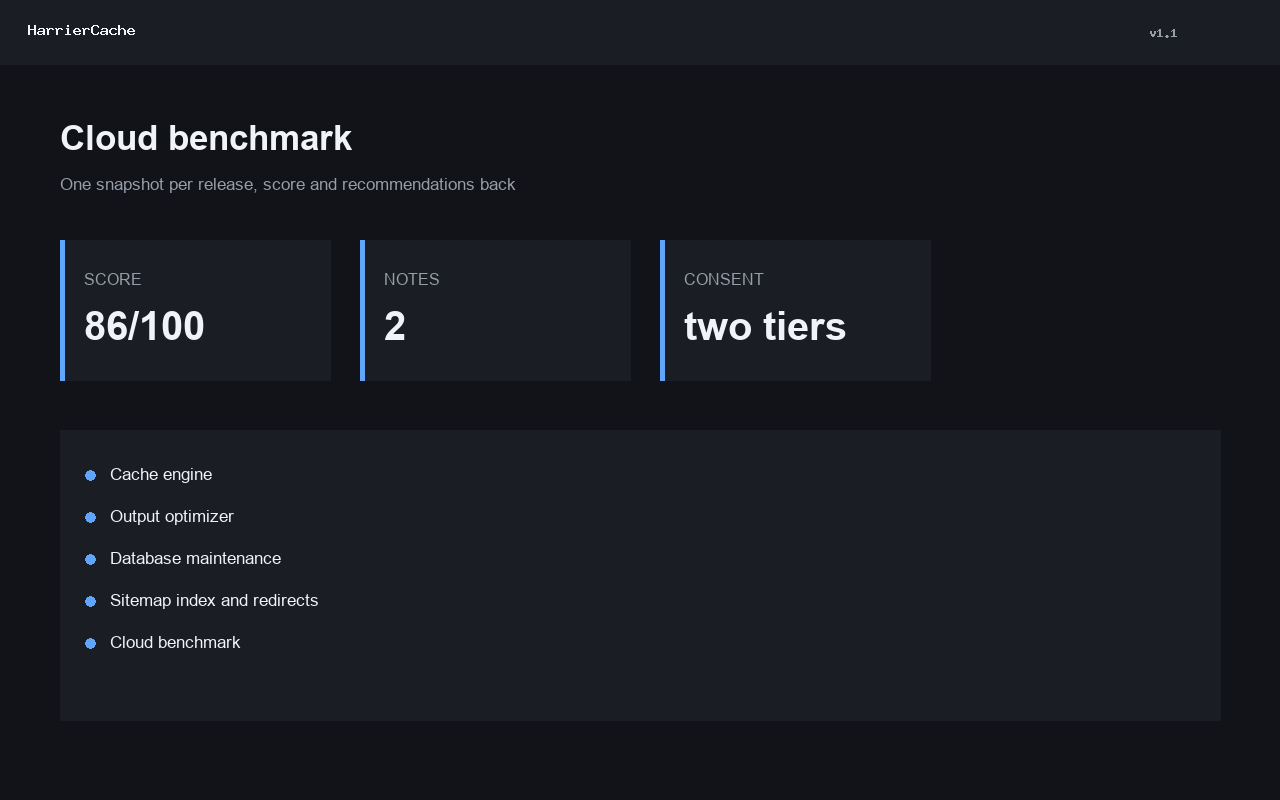 HarrierCache
v1.1
Cloud benchmark
One snapshot per release, score and recommendations back
SCORE
86/100
NOTES
2
CONSENT
two tiers
Cache engine
Output optimizer
Database maintenance
Sitemap index and redirects
Cloud benchmark